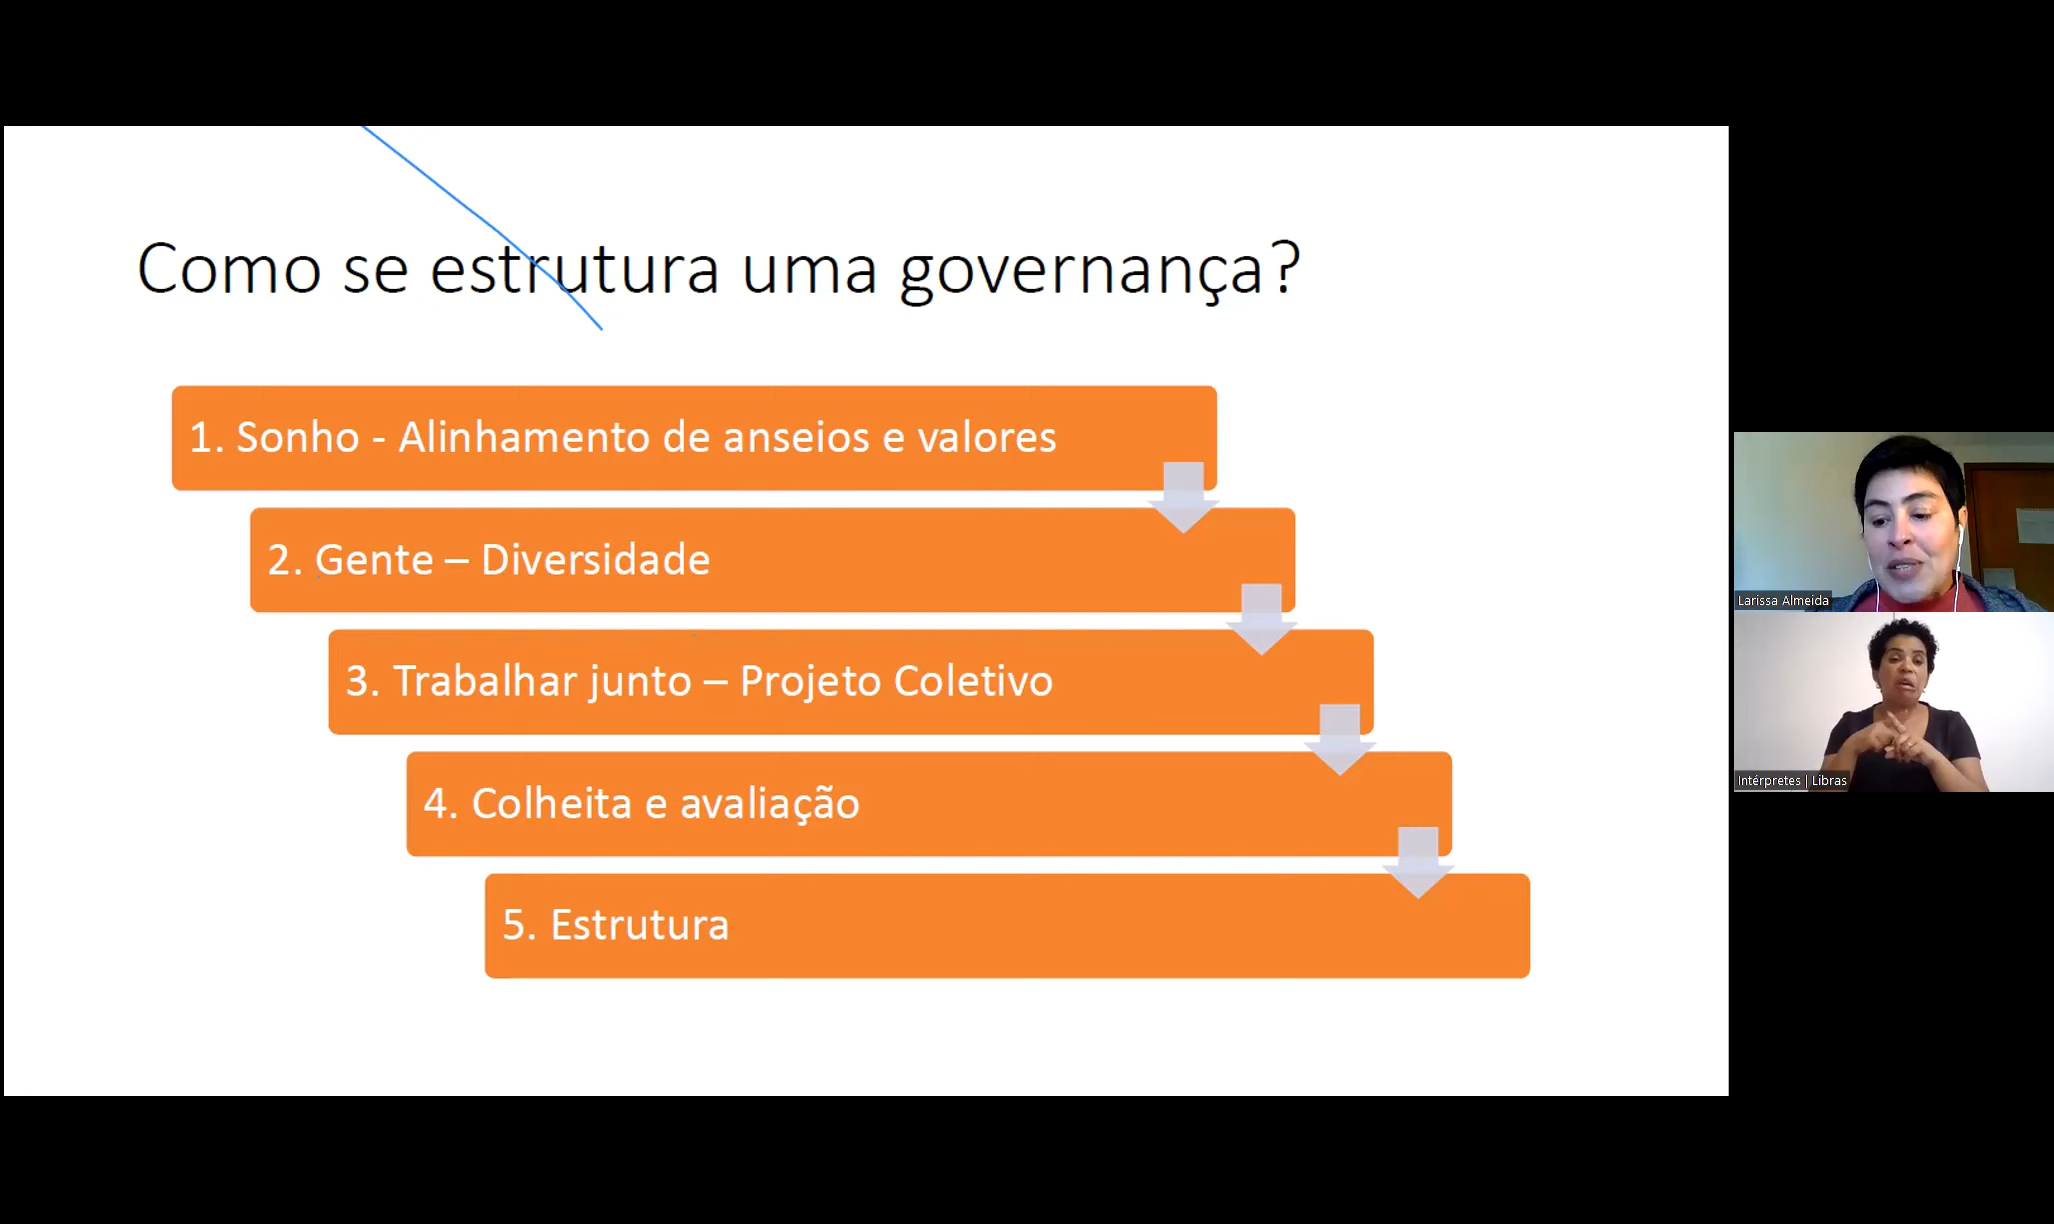 Como se estrutura uma governança?
1. Sonho - Alinhamento de anseios e valores
2. Gente – Diversidade
3. Trabalhar junto – Projeto Coletivo
4. Colheita e avaliação
5. Estrutura
Larissa Almeida
Intérpretes | Libras